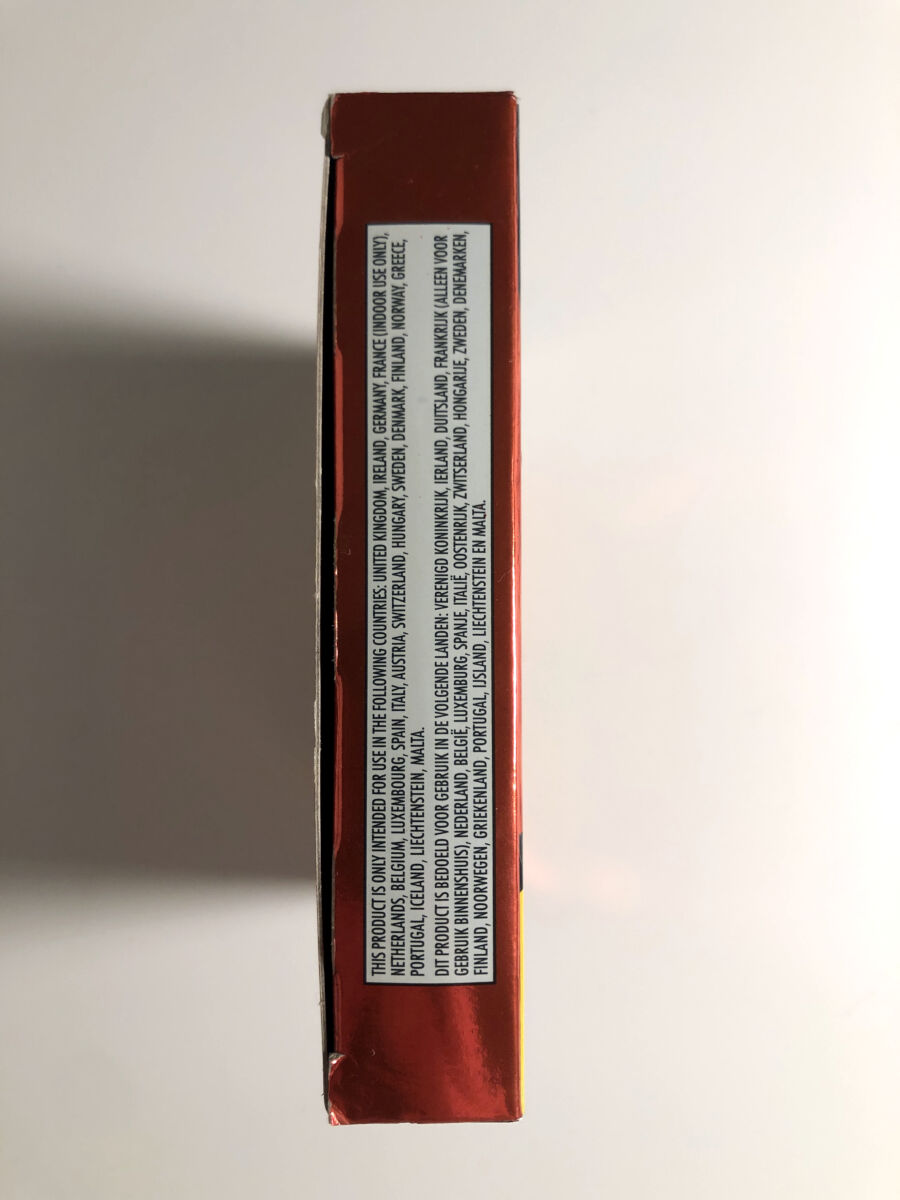 THIS PRODUCT IS ONLY INTENDED FOR USE IN THE FOLLOWING COUNTRIES: UNITED KINGDOM, IRELAND, GERMANY, FRANCE (INDOOR USE ONLY),
NETHERLANDS, BELGIUM, LUXEMBOURG, SPAIN, ITALY, AUSTRIA, SWITZERLAND, HUNGARY, SWEDEN, DENMARK, FINLAND, NORWAY, GREECE,
PORTUGAL, ICELAND, LIECHTENSTEIN, MALTA.
DIT PRODUCT IS BEDOELD VOOR GEBRUIK IN DE VOLGENDE LANDEN: VERENIGD KONINKRIJK, IERLAND, DUITSLAND, FRANKRIJK (ALLEEN VOOR
GEBRUIK BINNENSHUIS), NEDERLAND, BELGIË, LUXEMBURG, SPANJE, ITALIË, OOSTENRIJK, ZWITSERLAND, HONGARIJE, ZWEDEN, DENEMARKEN,
FINLAND, NOORWEGEN, GRIEKENLAND, PORTUGAL, IJSLAND, LIECHTENSTEIN EN MALTA.